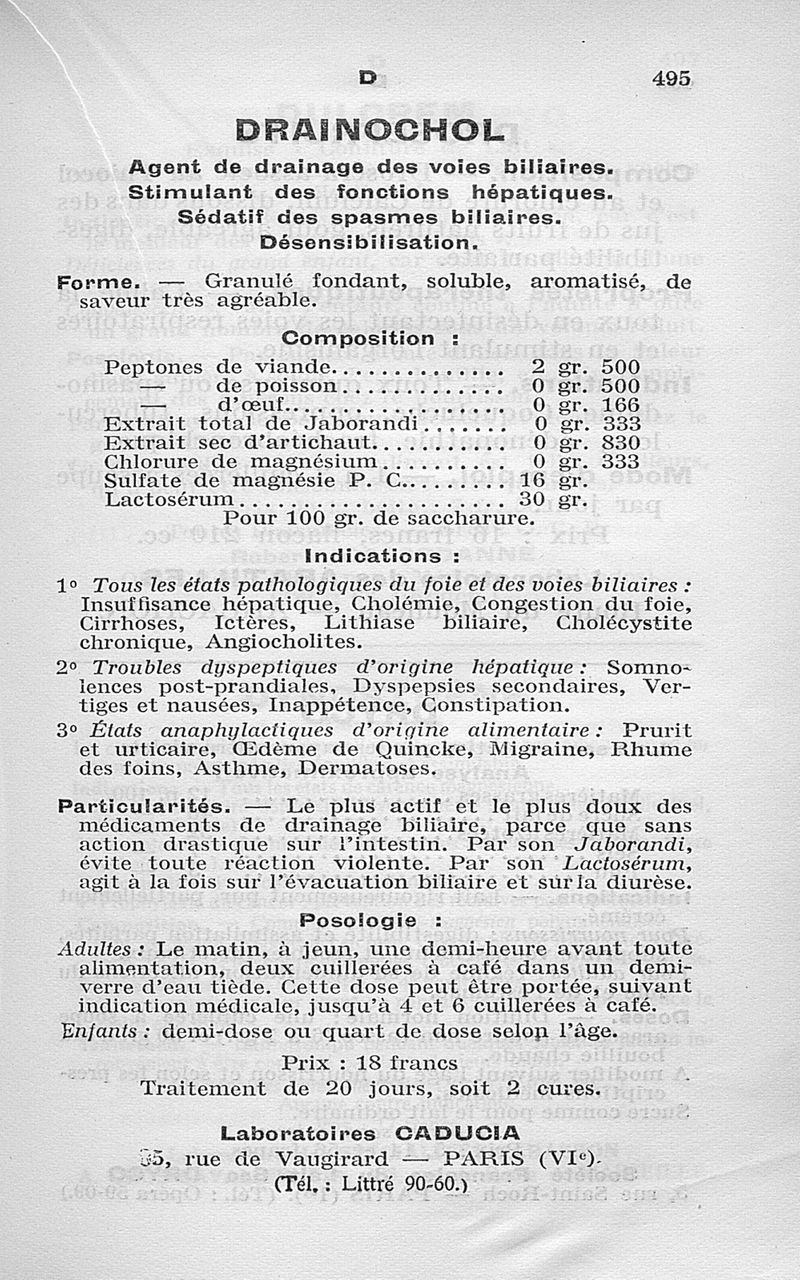 D 495
DRAINOCHOL
Agent de drainage des voies biliaires.
Stimulant des fonctions hépatiques.
Sédatif des spasmes biliaires.
Désensibilisation.
Forme. — Granulé fondant, soluble, aromatisé, de
saveur très agréable.
Composition :
Peptones de viande.............. 2 gr. 500
— de poisson............. 0 gr. 500
— d'œuf................... 0 gr. 166
Extrait total de Jaborandi....... 0 gr. 333
Extrait sec d'artichaut........... 0 gr. 830
Chlorure de magnésium.......... 0 gr. 333
Sulfate de magnésie P. C......... 16 gr.
Lactosérum...................... 30 gr.
Pour 100 gr. de saccharure.
Indications :
1° Tous les états pathologiques du foie et des voies biliaires :
Insuffisance hépatique, Cholémie, Congestion du foie,
Cirrhoses, Ictères, Lithiase biliaire, Cholécystite
chronique, Angiocholites.
2° Troubles dyspeptiques d'origine hépatique : Somno-
lences post-prandiales, Dyspepsies secondaires, Ver-
tiges et nausées, Inappétence, Constipation.
3° États anaphylactiques d'origine alimentaire : Prurit
et urticaire, Œdème de Quincke, Migraine, Rhume
des foins, Asthme, Dermatoses.
Particularités. — Le plus actif et le plus doux des
médicaments de drainage biliaire, parce que sans
action drastique sur l'intestin. Par son Jaborandi,
évite toute réaction violente. Par son Lactosérum,
agit à la fois sur l'évacuation biliaire et sur la diurèse.
Posologie :
Adultes : Le matin, à jeun, une demi-heure avant toute
alimentation, deux cuillerées à café dans un demi-
verre d'eau tiède. Cette dose peut être portée, suivant
indication médicale, jusqu'à 4 et 6 cuillerées à café.
Enfants : demi-dose ou quart de dose selon l'âge.
Prix : 18 francs
Traitement de 20 jours, soit 2 cures.
Laboratoires CADUCIA
rue de Vaugirard — PARIS (VIe).
(Tél. : Littré 90-60.)